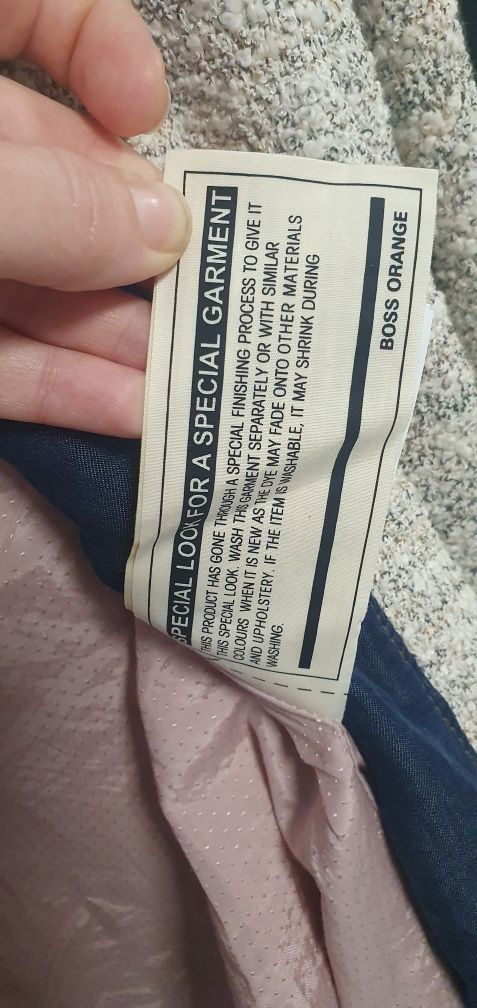 SPECIAL LOOK FOR A SPECIAL GARMENT
THIS PRODUCT HAS GONE THROUGH A SPECIAL FINISHING PROCESS TO GIVE IT
THIS SPECIAL LOOK. WASH THIS GARMENT SEPARATELY OR WITH SIMILAR
COLOURS WHEN IT IS NEW AS THE DYE MAY FADE ONTO OTHER MATERIALS
AND UPHOLSTERY. IF THE ITEM IS WASHABLE, IT MAY SHRINK DURING
WASHING.
BOSS ORANGE